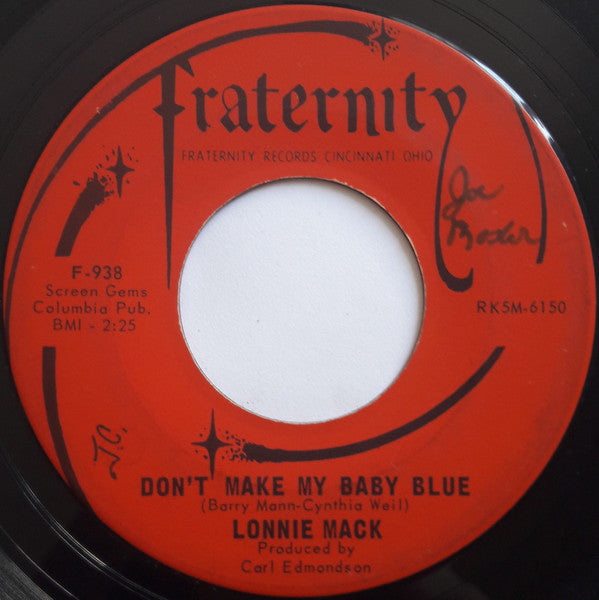 Fraternity
FRATERNITY RECORDS CINCINNATI OHIO
Joe
F-938
Screen Gems
Columbia Pub.
BMI - 2:25
RK5M-6150
J.C.
DON'T MAKE MY BABY BLUE
(Barry Mann-Cynthia Weil)
LONNIE MACK
Produced by
Carl Edmondson